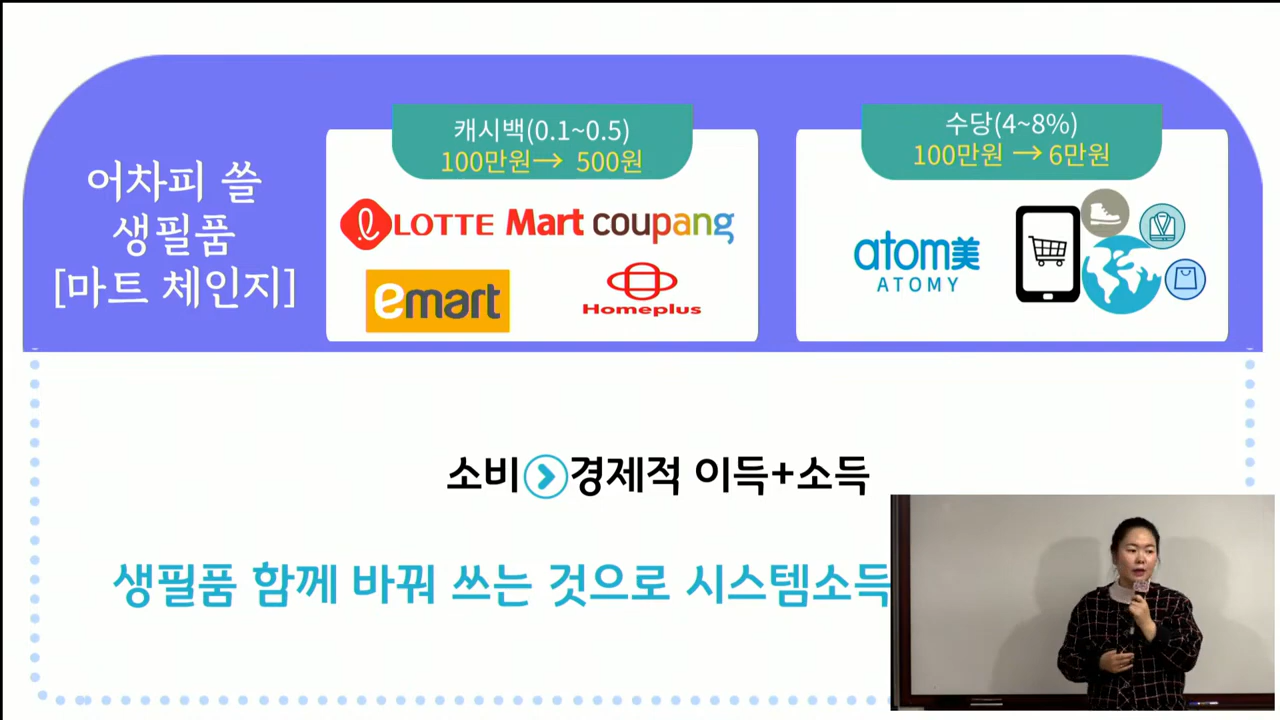 어차피 쓸
생필품
[마트 체인지]
캐시백(0.1~0.5)
100만원→ 500원
LOTTE Mart coupang
emart
Homeplus
수당(4~8%)
100만원 → 6만원
atom美
ATOMY
소비 > 경제적 이득+소득
생필품 함께 바꿔 쓰는 것으로 시스템소득